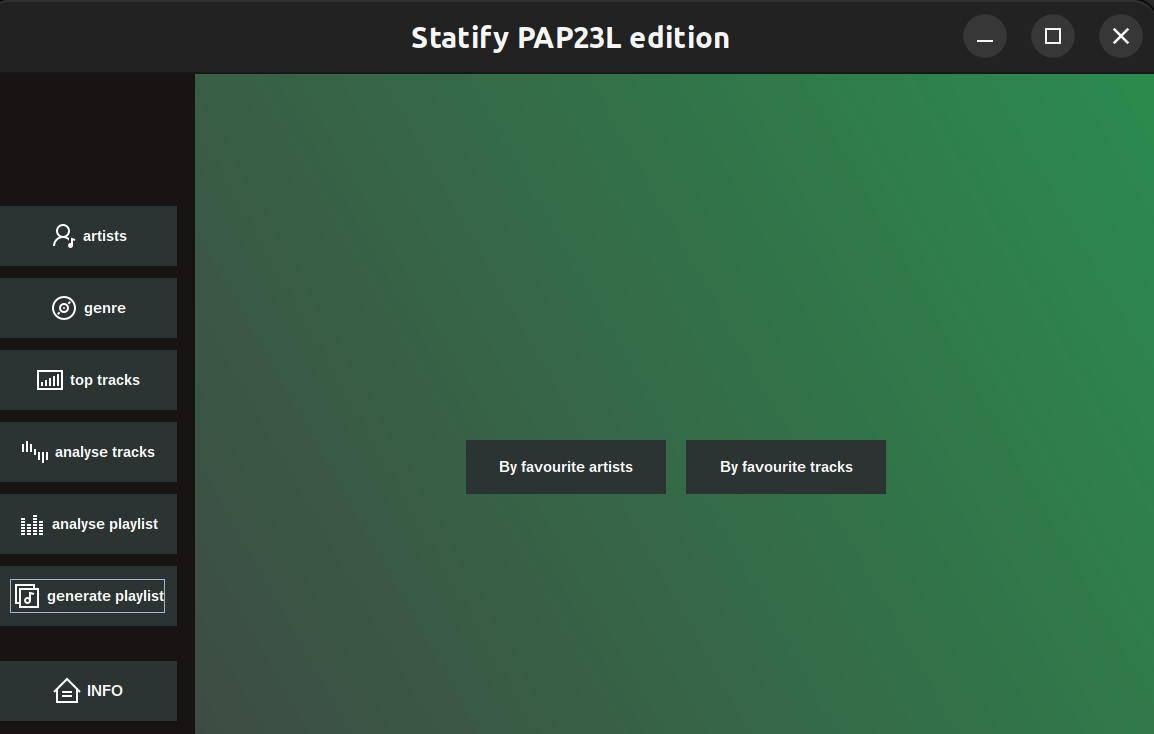 Statify PAP23L edition
artists
genre
top tracks
analyse tracks
analyse playlist
generate playlist
INFO
By favourite artists
By favourite tracks